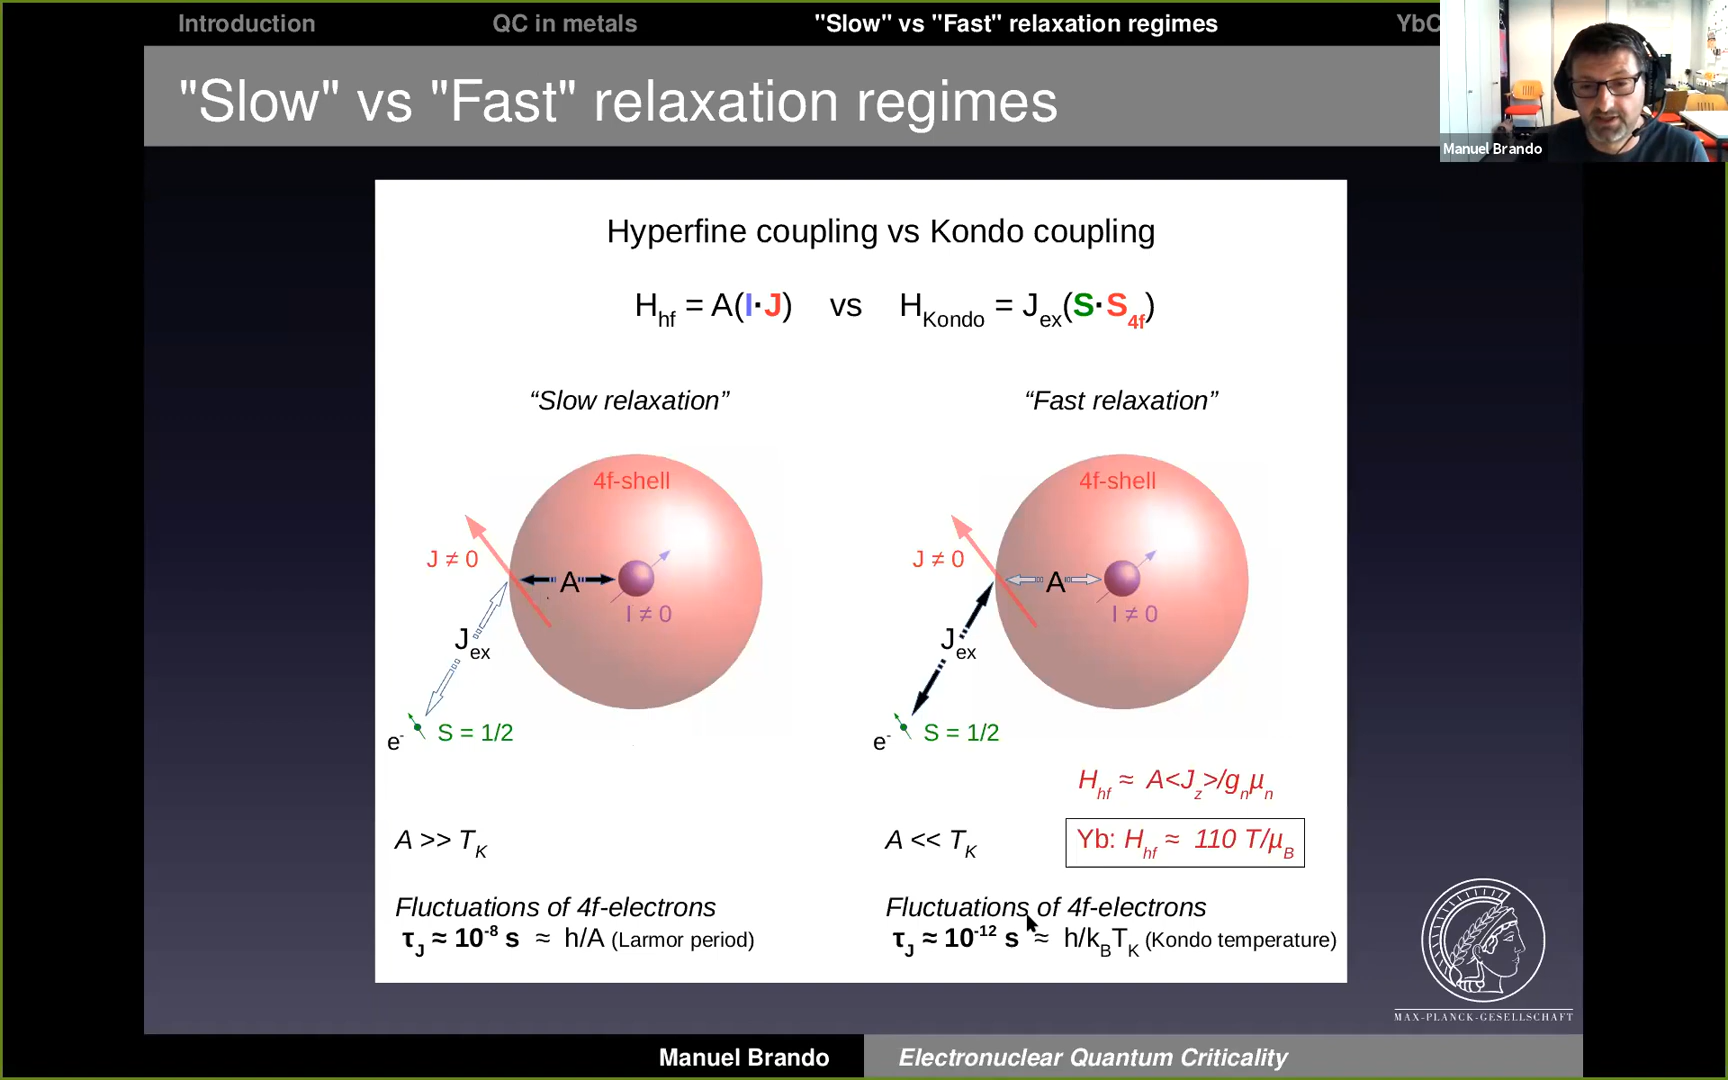 Introduction QC in metals "Slow" vs "Fast" relaxation regimes YbC
"Slow" vs "Fast" relaxation regimes
Manuel Brando
Hyperfine coupling vs Kondo coupling
H_hf = A(I·J) vs H_Kondo = J_ex(S·S_4f)
“Slow relaxation” “Fast relaxation”
4f-shell 4f-shell
J ≠ 0 J ≠ 0
A A
I ≠ 0 I ≠ 0
J_ex J_ex
e⁻ S = 1/2 e⁻ S = 1/2
H_hf ≈ A<J_z>/g_nµ_n
A >> T_K A << T_K Yb: H_hf ≈ 110 T/µ_B
Fluctuations of 4f-electrons Fluctuations of 4f-electrons
τ_J ≈ 10⁻⁸ s ≈ h/A (Larmor period) τ_J ≈ 10⁻¹² s ≈ h/k_BT_K (Kondo temperature)
MAX-PLANCK-GESELLSCHAFT
Manuel Brando Electronuclear Quantum Criticality